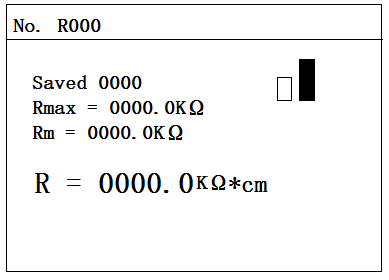 No. R000
Saved 0000
Rmax = 0000.0KΩ
Rm = 0000.0KΩ
R = 0000.0KΩ*cm